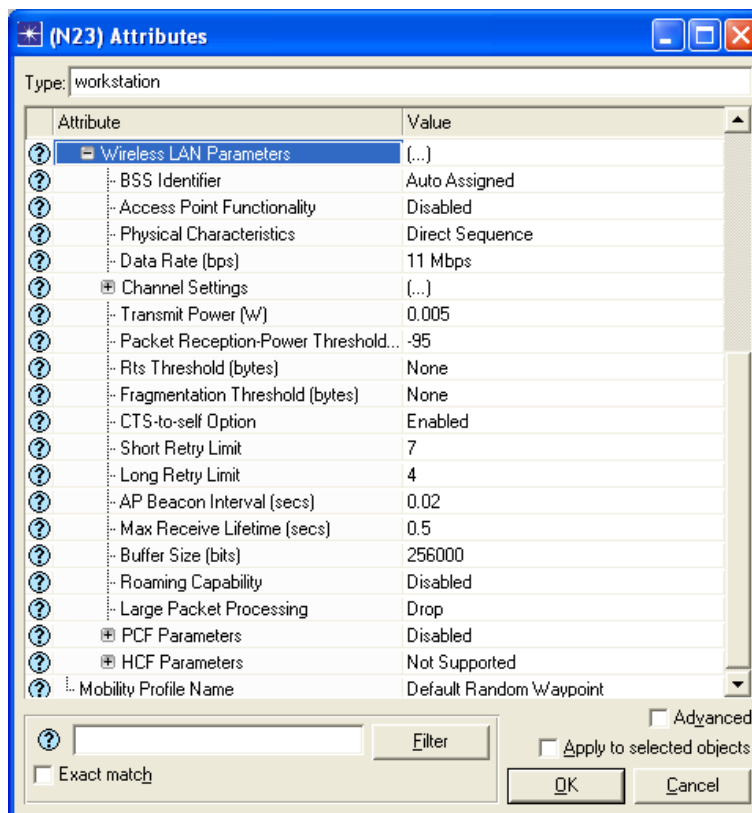 (N23) Attributes
Type: workstation
Attribute Value
Wireless LAN Parameters (...)
BSS Identifier Auto Assigned
Access Point Functionality Disabled
Physical Characteristics Direct Sequence
Data Rate (bps) 11 Mbps
Channel Settings (...)
Transmit Power (W) 0.005
Packet Reception-Power Threshold... -95
Rts Threshold (bytes) None
Fragmentation Threshold (bytes) None
CTS-to-self Option Enabled
Short Retry Limit 7
Long Retry Limit 4
AP Beacon Interval (secs) 0.02
Max Receive Lifetime (secs) 0.5
Buffer Size (bits) 256000
Roaming Capability Disabled
Large Packet Processing Drop
PCF Parameters Disabled
HCF Parameters Not Supported
Mobility Profile Name Default Random Waypoint
Advanced
Filter
Apply to selected objects
Exact match
OK Cancel